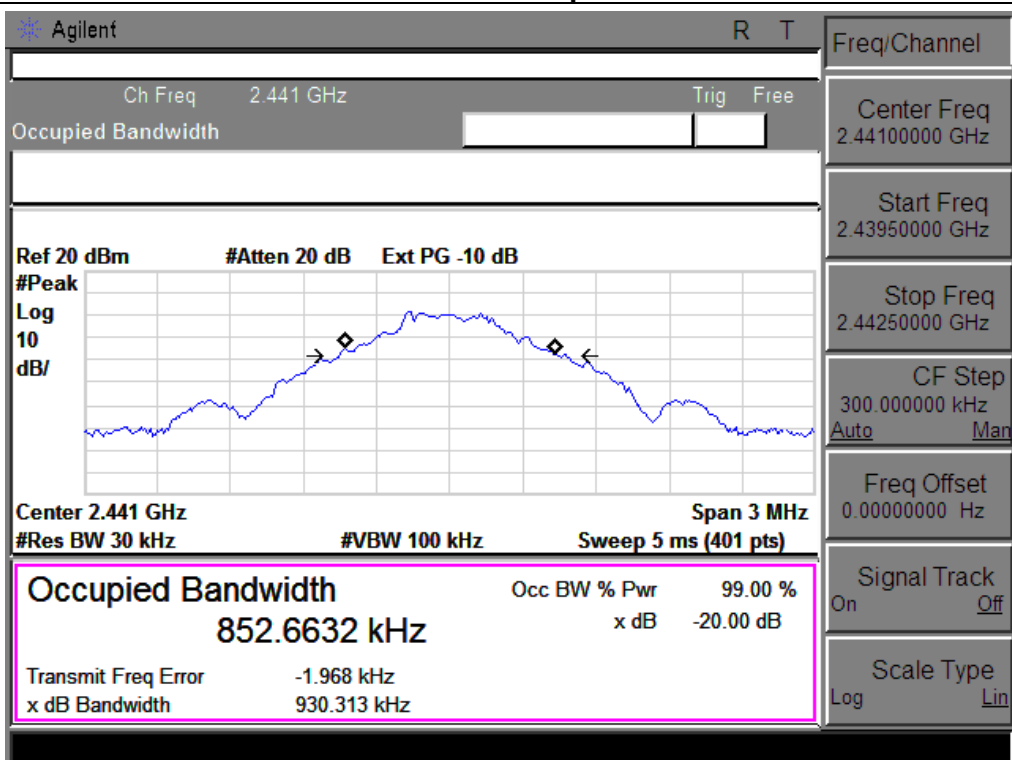 Agilent R T
Freq/Channel
Ch Freq 2.441 GHz Trig Free
Occupied Bandwidth
Center Freq
2.44100000 GHz
Start Freq
2.43950000 GHz
Stop Freq
2.44250000 GHz
CF Step
300.000000 kHz
Auto Man
Freq Offset
0.00000000 Hz
Signal Track
On Off
Scale Type
Log Lin
Ref 20 dBm #Atten 20 dB Ext PG -10 dB
#Peak
Log
10
dB/
Center 2.441 GHz Span 3 MHz
#Res BW 30 kHz #VBW 100 kHz Sweep 5 ms (401 pts)
Occupied Bandwidth Occ BW % Pwr 99.00 %
852.6632 kHz x dB -20.00 dB
Transmit Freq Error -1.968 kHz
x dB Bandwidth 930.313 kHz